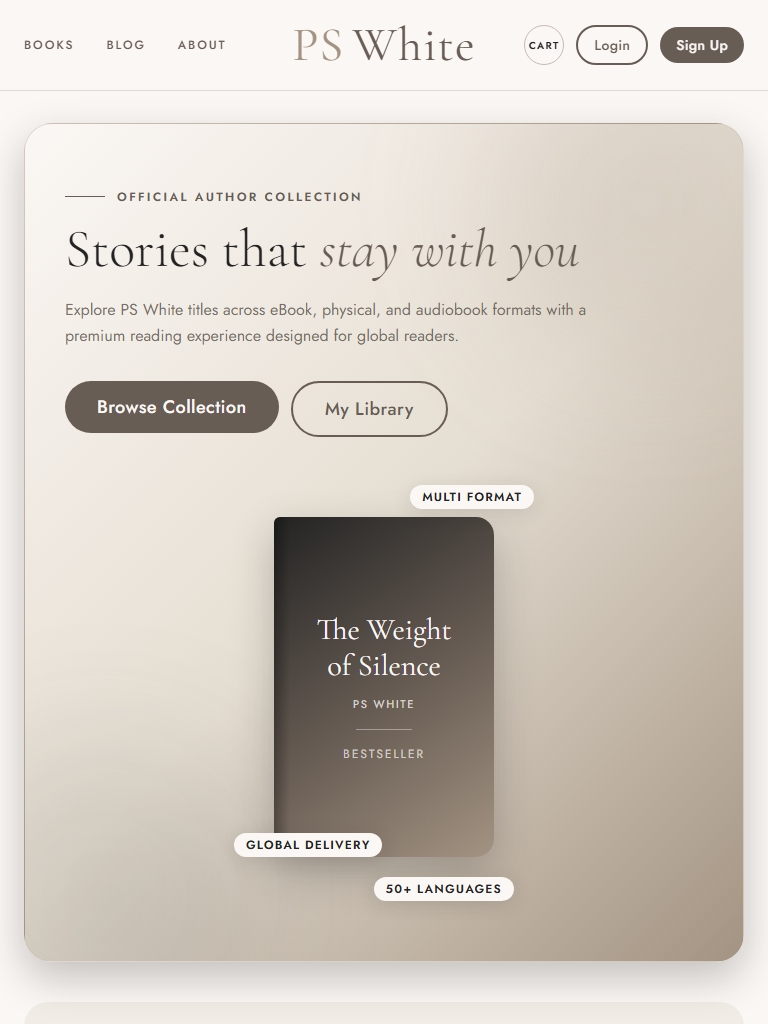 BOOKS BLOG ABOUT PS White CART Login Sign Up
OFFICIAL AUTHOR COLLECTION
Stories that stay with you
Explore PS White titles across eBook, physical, and audiobook formats with a
premium reading experience designed for global readers.
Browse Collection My Library
MULTI FORMAT
The Weight
of Silence
PS WHITE
BESTSELLER
GLOBAL DELIVERY
50+ LANGUAGES